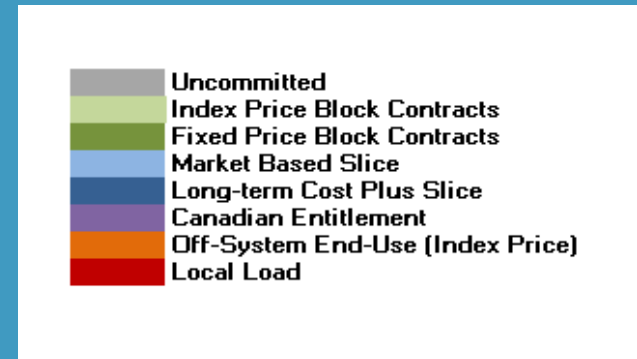 Uncommitted
Index Price Block Contracts
Fixed Price Block Contracts
Market Based Slice
Long-term Cost Plus Slice
Canadian Entitlement
Off-System End-Use (Index Price)
Local Load